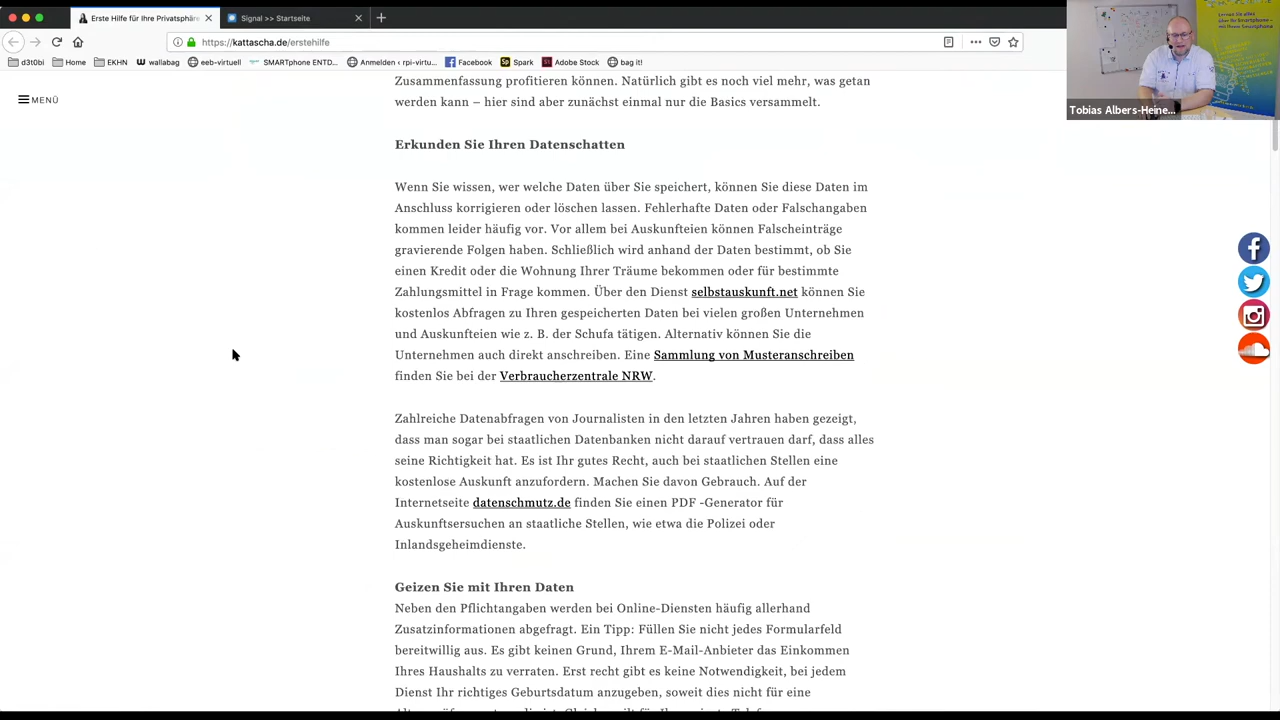 Erste Hilfe für Ihre Privatsphäre
Signal >> Startseite
https://kattascha.de/erstehilfe
d3t0bi
Home
EKHN
wallabag
eeb-virtuell
SMARTphone ENTD...
Anmelden ‹ rpi-virtu...
Facebook
Spark
Adobe Stock
bag it!
Tobias Albers-Heine...
MENÜ
Zusammenfassung profitieren können. Natürlich gibt es noch viel mehr, was getan
werden kann – hier sind aber zunächst einmal nur die Basics versammelt.
Erkunden Sie Ihren Datenschatten
Wenn Sie wissen, wer welche Daten über Sie speichert, können Sie diese Daten im
Anschluss korrigieren oder löschen lassen. Fehlerhafte Daten oder Falschangaben
kommen leider häufig vor. Vor allem bei Auskunfteien können Falscheinträge
gravierende Folgen haben. Schließlich wird anhand der Daten bestimmt, ob Sie
einen Kredit oder die Wohnung Ihrer Träume bekommen oder für bestimmte
Zahlungsmittel in Frage kommen. Über den Dienst selbstauskunft.net können Sie
kostenlos Abfragen zu Ihren gespeicherten Daten bei vielen großen Unternehmen
und Auskunfteien wie z. B. der Schufa tätigen. Alternativ können Sie die
Unternehmen auch direkt anschreiben. Eine Sammlung von Musteranschreiben
finden Sie bei der Verbraucherzentrale NRW.
Zahlreiche Datenabfragen von Journalisten in den letzten Jahren haben gezeigt,
dass man sogar bei staatlichen Datenbanken nicht darauf vertrauen darf, dass alles
seine Richtigkeit hat. Es ist Ihr gutes Recht, auch bei staatlichen Stellen eine
kostenlose Auskunft anzufordern. Machen Sie davon Gebrauch. Auf der
Internetseite datenschmutz.de finden Sie einen PDF -Generator für
Auskunftsersuchen an staatliche Stellen, wie etwa die Polizei oder
Inlandsgeheimdienste.
Geizen Sie mit Ihren Daten
Neben den Pflichtangaben werden bei Online-Diensten häufig allerhand
Zusatzinformationen abgefragt. Ein Tipp: Füllen Sie nicht jedes Formularfeld
bereitwillig aus. Es gibt keinen Grund, Ihrem E-Mail-Anbieter das Einkommen
Ihres Haushalts zu verraten. Erst recht gibt es keine Notwendigkeit, bei jedem
Dienst Ihr richtiges Geburtsdatum anzugeben, soweit dies nicht für eine